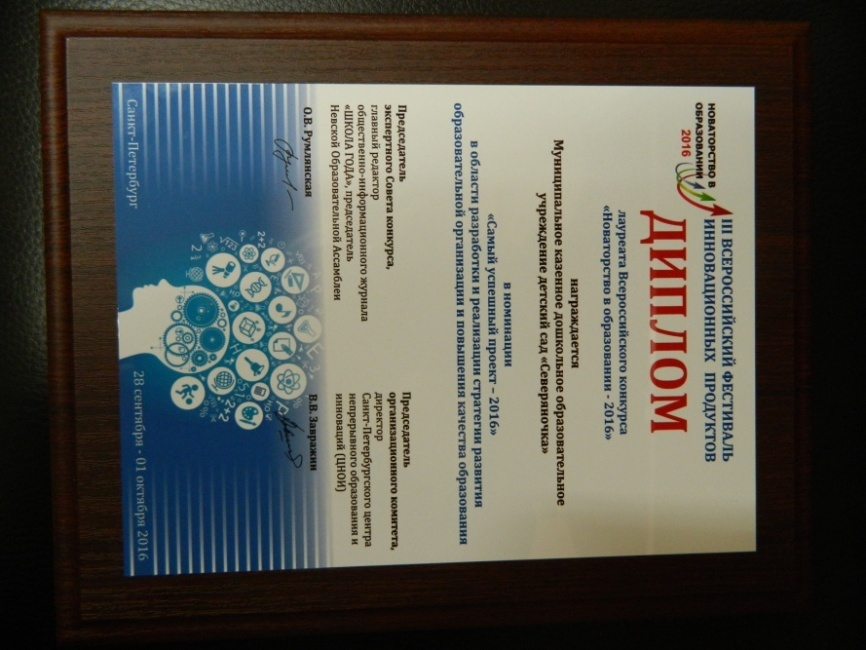 НОВАТОРСТВО В
ОБРАЗОВАНИИ
2016
III ВСЕРОССИЙСКИЙ ФЕСТИВАЛЬ
ИННОВАЦИОННЫХ ПРОДУКТОВ
ДИПЛОМ
лауреата Всероссийского конкурса
«Новаторство в образовании - 2016»
награждается
Муниципальное казенное дошкольное образовательное
учреждение детский сад «Северяночка»
в номинации
«Самый успешный проект – 2016»
в области разработки и реализации стратегии развития
образовательной организации и повышения качества образования
Председатель
экспертного Совета конкурса,
главный редактор
общественно-информационного журнала
«ШКОЛА ГОДА», председатель
Невской Образовательной Ассамблеи
О.В. Румлянская
Председатель
организационного комитета,
директор
Санкт-Петербургского центра
непрерывного образования и
инноваций (ЦНОИ)
В.В. Завражин
Санкт-Петербург
28 сентября - 01 октября 2016